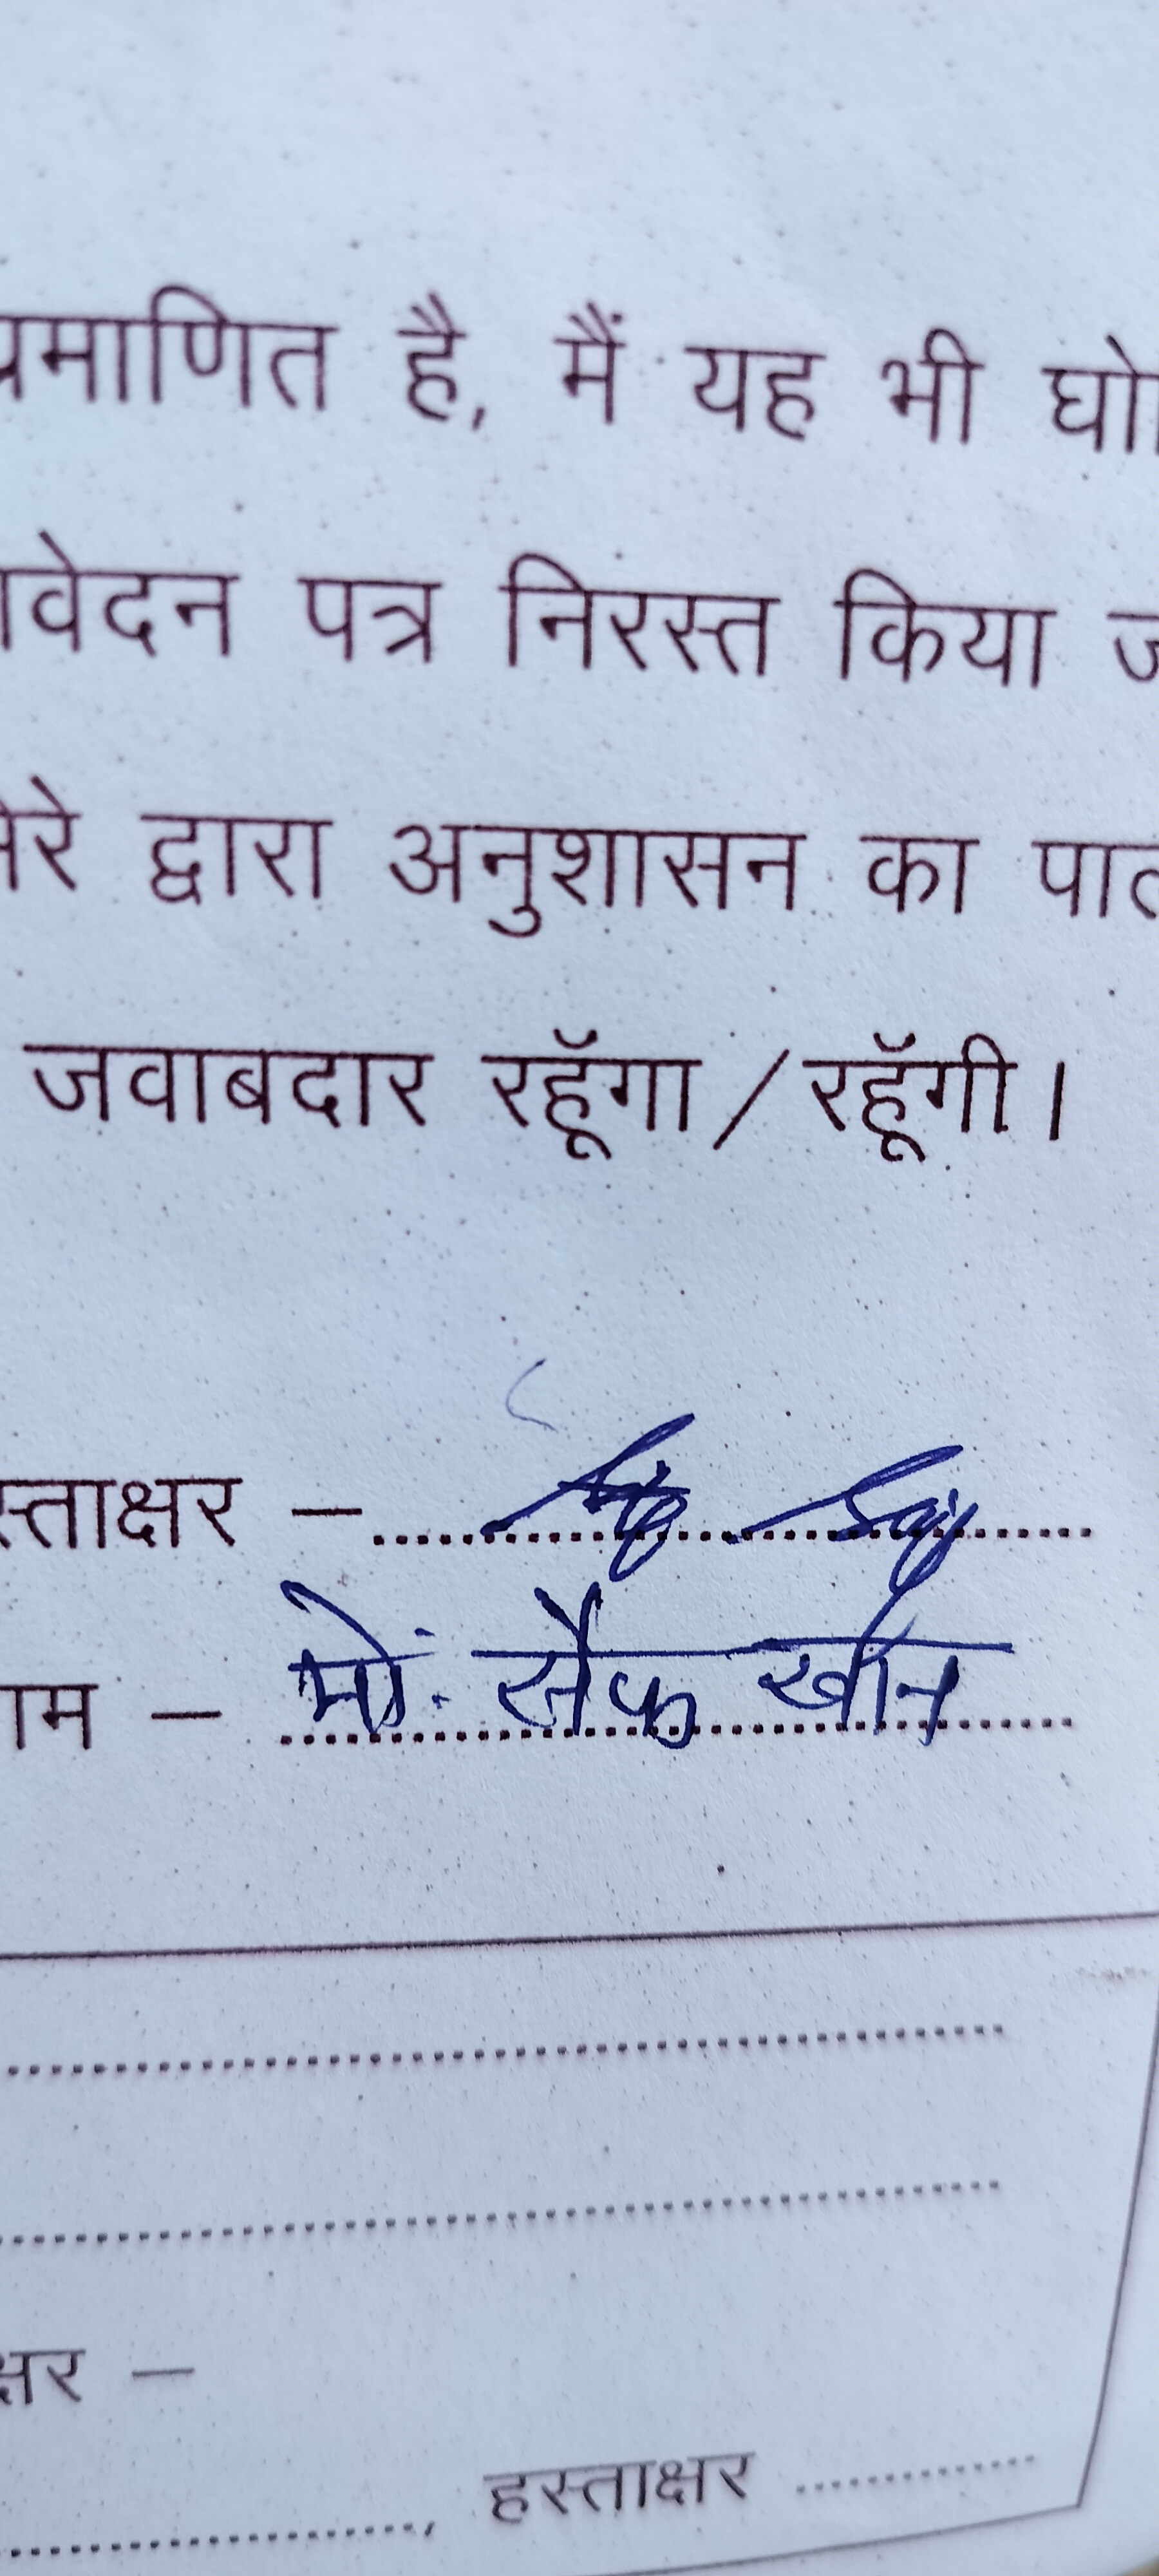 प्रमाणित है, मैं यह भी घो
वेदन पत्र निरस्त किया ज
मेरे द्वारा अनुशासन का पाल
जवाबदार रहूॅगा / रहूॅगी।
स्ताक्षर –
ाम – मो. सैफ खान
क्षर –
, हस्ताक्षर